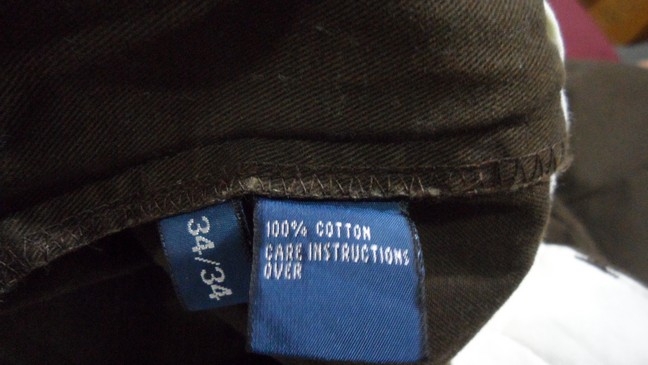 34/34
100% COTTON
CARE INSTRUCTIONS
OVER